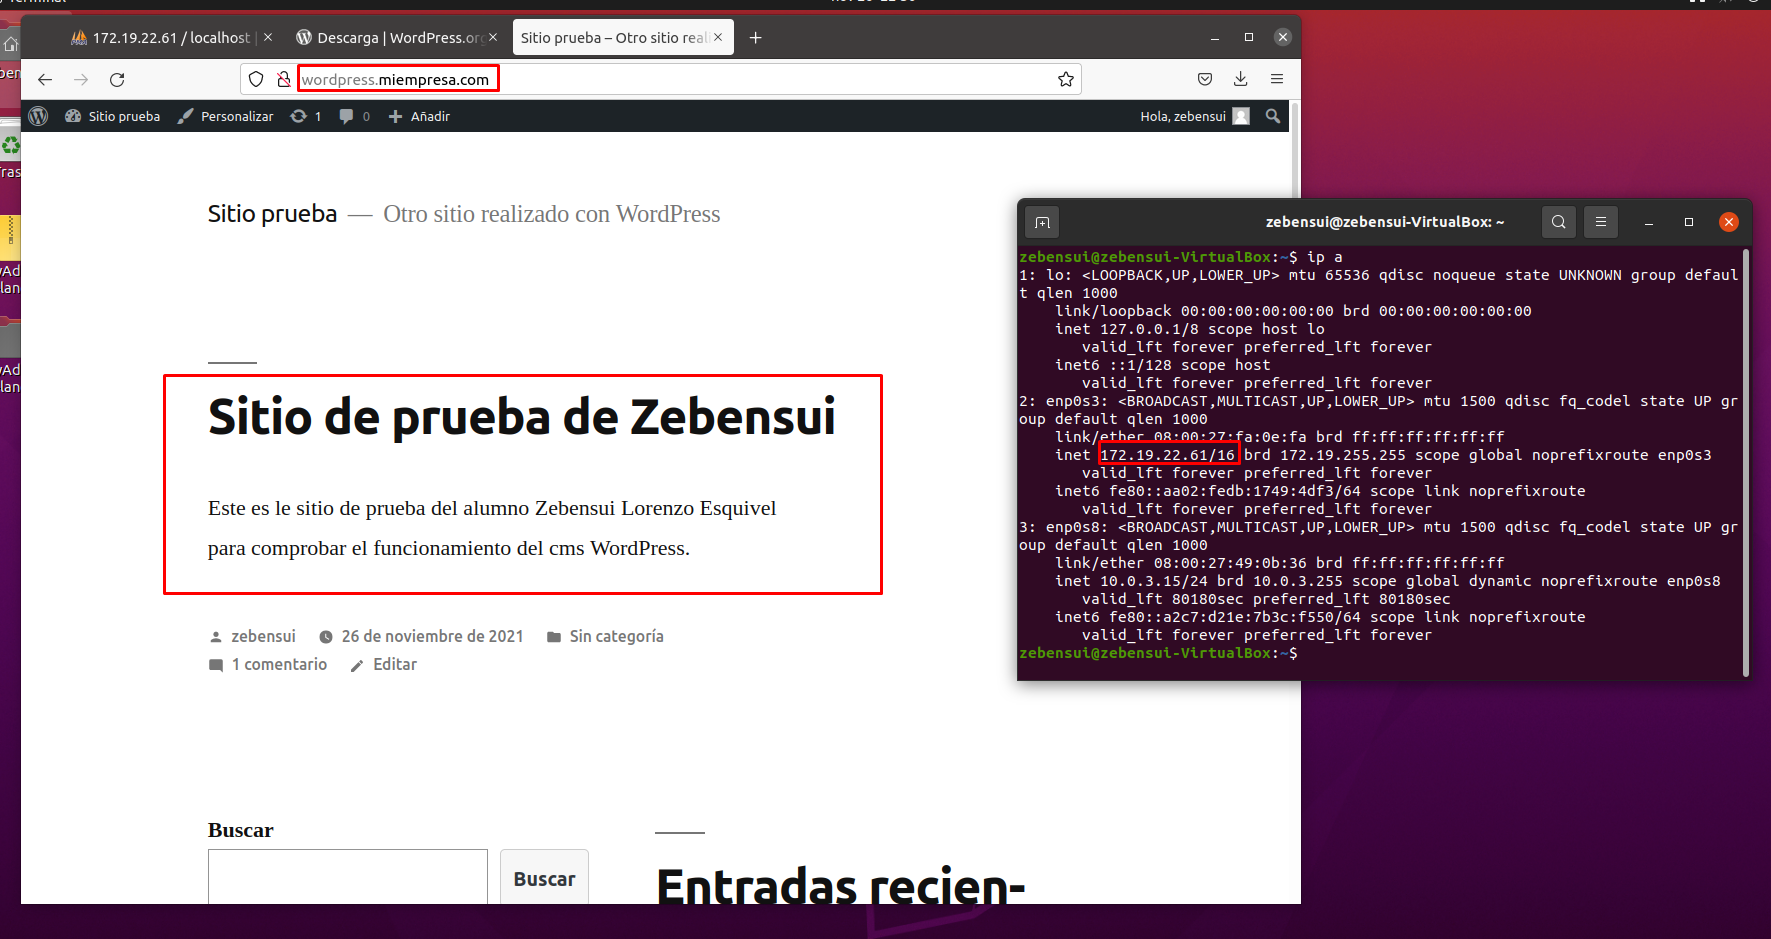 172.19.22.61 / localhost |
Descarga | WordPress.org
Sitio prueba – Otro sitio reali
wordpress.miempresa.com
Sitio prueba
Personalizar
1
0
Añadir
Hola, zebensui
Sitio prueba — Otro sitio realizado con WordPress
Sitio de prueba de Zebensui
Este es le sitio de prueba del alumno Zebensui Lorenzo Esquivel
para comprobar el funcionamiento del cms WordPress.
zebensui
26 de noviembre de 2021
Sin categoría
1 comentario
Editar
Buscar
Buscar
Entradas recien-
zebensui@zebensui-VirtualBox: ~
zebensui@zebensui-VirtualBox:~$ ip a
1: lo: <LOOPBACK,UP,LOWER_UP> mtu 65536 qdisc noqueue state UNKNOWN group defaul
t qlen 1000
link/loopback 00:00:00:00:00:00 brd 00:00:00:00:00:00
inet 127.0.0.1/8 scope host lo
valid_lft forever preferred_lft forever
inet6 ::1/128 scope host
valid_lft forever preferred_lft forever
2: enp0s3: <BROADCAST,MULTICAST,UP,LOWER_UP> mtu 1500 qdisc fq_codel state UP gr
oup default qlen 1000
link/ether 08:00:27:fa:0e:fa brd ff:ff:ff:ff:ff:ff
inet 172.19.22.61/16 brd 172.19.255.255 scope global noprefixroute enp0s3
valid_lft forever preferred_lft forever
inet6 fe80::aa02:fedb:1749:4df3/64 scope link noprefixroute
valid_lft forever preferred_lft forever
3: enp0s8: <BROADCAST,MULTICAST,UP,LOWER_UP> mtu 1500 qdisc fq_codel state UP gr
oup default qlen 1000
link/ether 08:00:27:49:0b:36 brd ff:ff:ff:ff:ff:ff
inet 10.0.3.15/24 brd 10.0.3.255 scope global dynamic noprefixroute enp0s8
valid_lft 80180sec preferred_lft 80180sec
inet6 fe80::a2c7:d21e:7b3c:f550/64 scope link noprefixroute
valid_lft forever preferred_lft forever
zebensui@zebensui-VirtualBox:~$